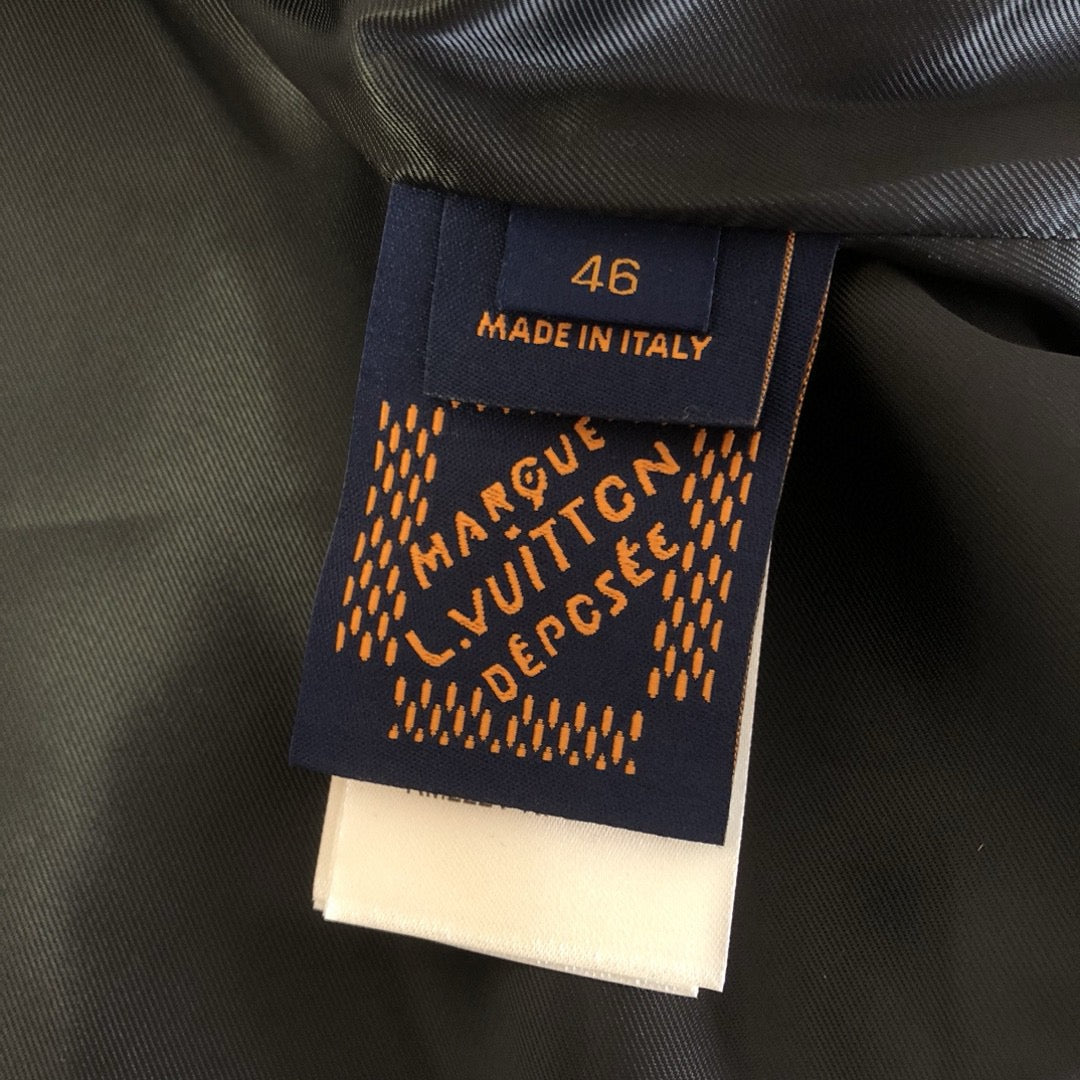 46
MADE IN ITALY
MARQUE
L.VUITTON
DÉPOSÉE